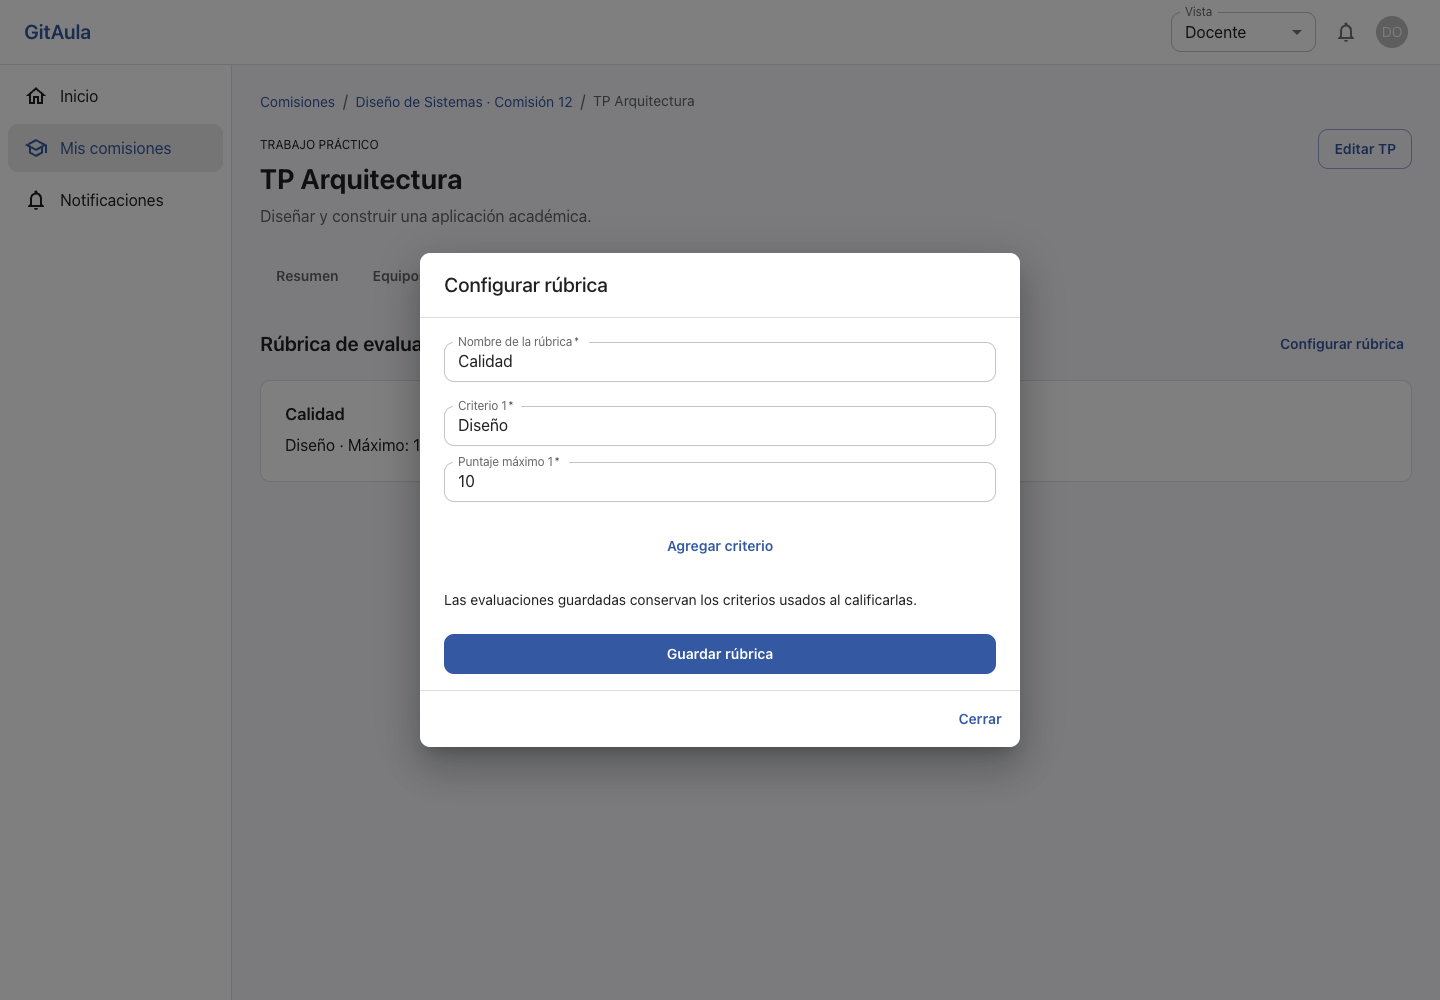 GitAula
Vista
Docente
DO
Inicio
Mis comisiones
Notificaciones
Comisiones / Diseño de Sistemas · Comisión 12 / TP Arquitectura
TRABAJO PRÁCTICO
Editar TP
TP Arquitectura
Diseñar y construir una aplicación académica.
Resumen
Rúbrica de evalua
Configurar rúbrica
Calidad
Diseño · Máximo: 1
Configurar rúbrica
Nombre de la rúbrica *
Calidad
Criterio 1 *
Diseño
Puntaje máximo 1 *
10
Agregar criterio
Las evaluaciones guardadas conservan los criterios usados al calificarlas.
Guardar rúbrica
Cerrar